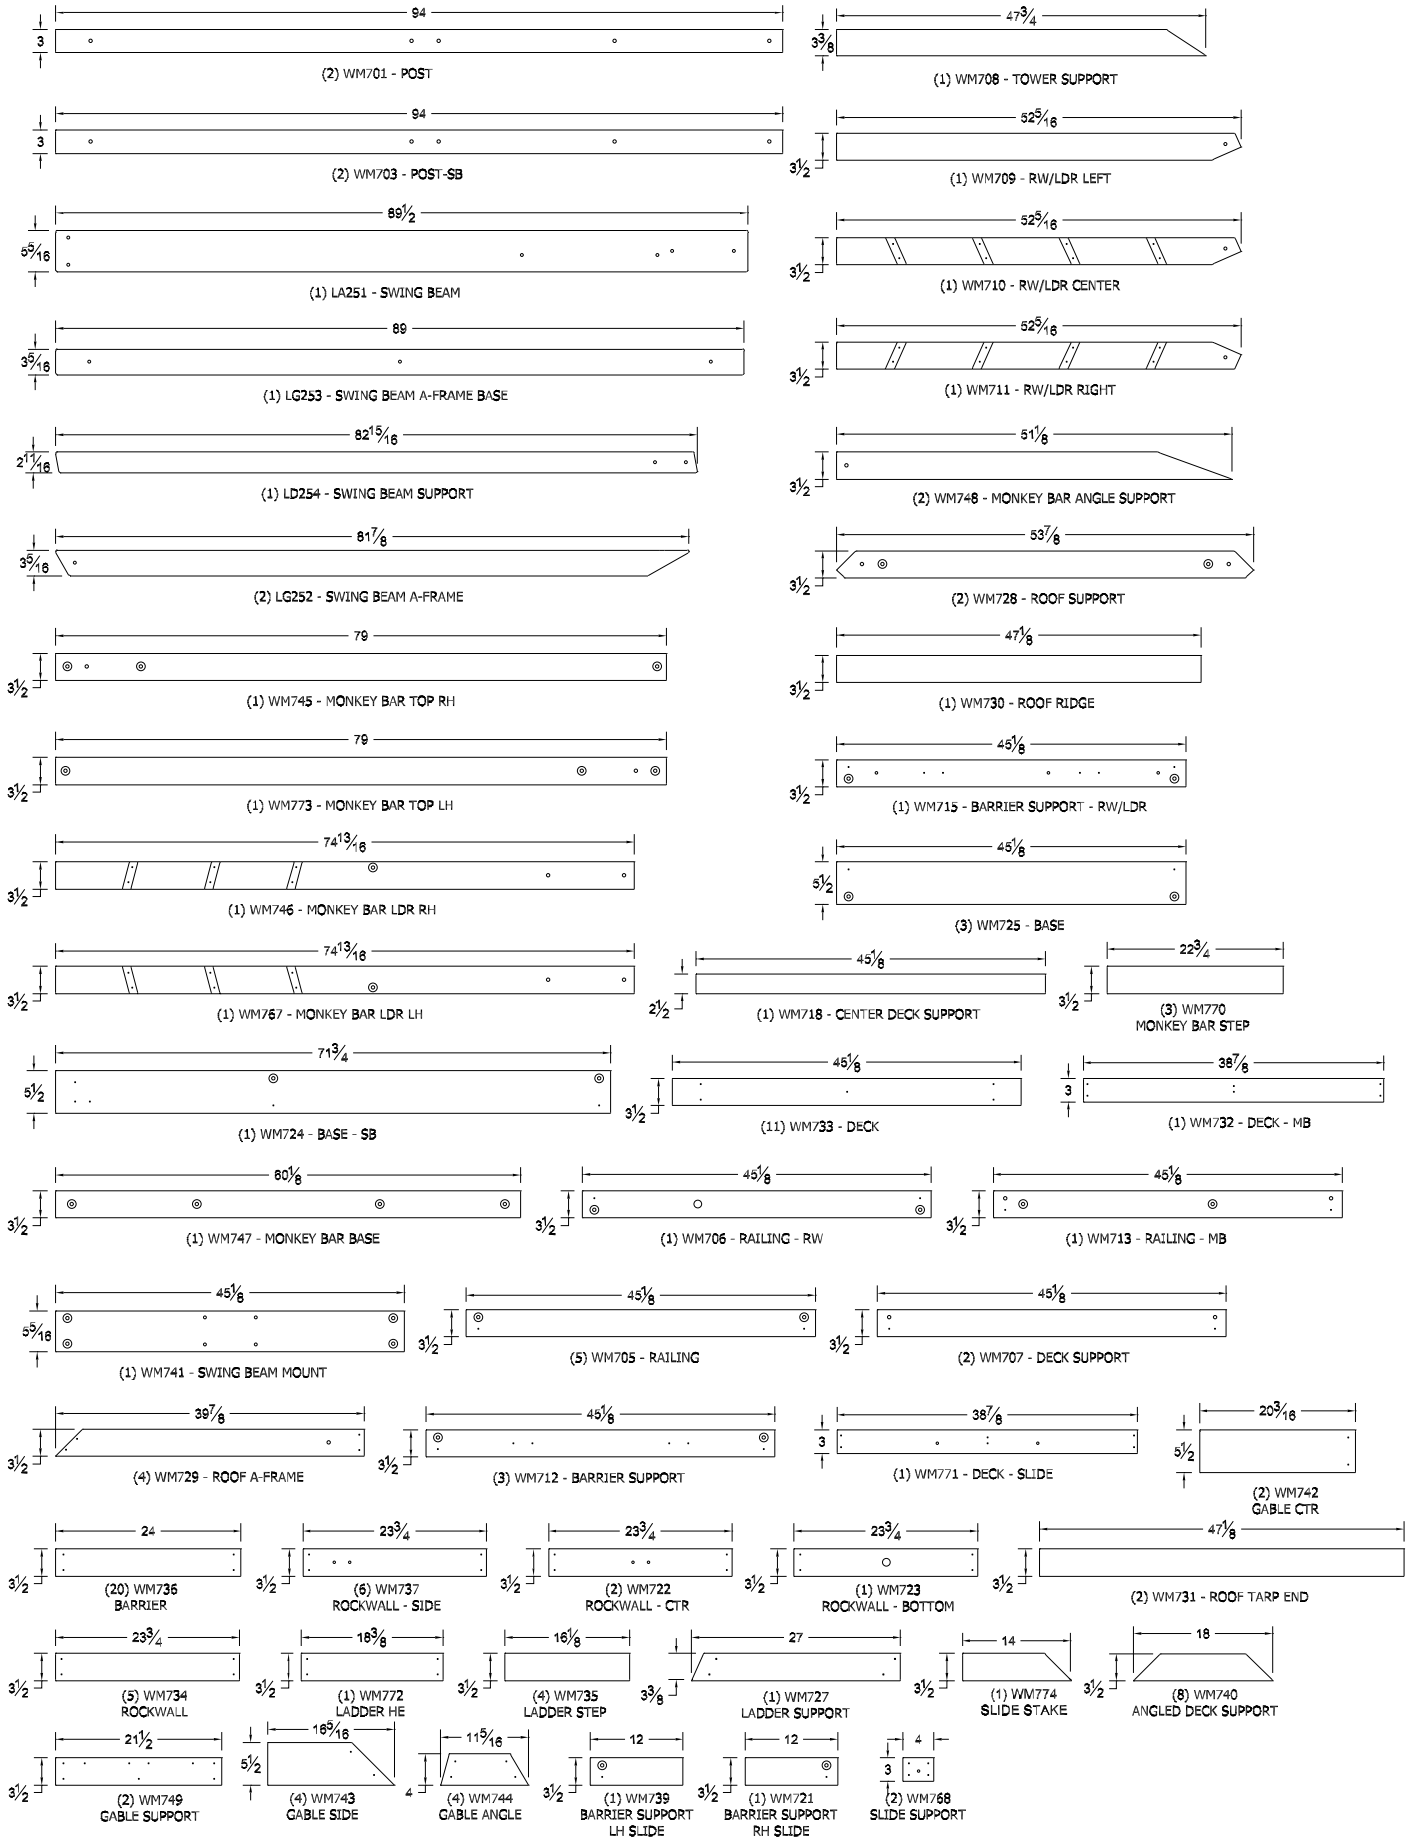 94
3
(2) WM701 - POST
47 3/4
3 3/8
(1) WM708 - TOWER SUPPORT
94
3
(2) WM703 - POST-SB
52 5/16
3 1/2
(1) WM709 - RW/LDR LEFT
89 1/2
5 5/16
(1) LA251 - SWING BEAM
52 5/16
3 1/2
(1) WM710 - RW/LDR CENTER
89
3 5/16
(1) LG253 - SWING BEAM A-FRAME BASE
52 5/16
3 1/2
(1) WM711 - RW/LDR RIGHT
82 15/16
2 11/16
(1) LD254 - SWING BEAM SUPPORT
51 1/8
3 1/2
(2) WM748 - MONKEY BAR ANGLE SUPPORT
81 7/8
3 5/16
(2) LG252 - SWING BEAM A-FRAME
53 7/8
3 1/2
(2) WM728 - ROOF SUPPORT
79
3 1/2
(1) WM745 - MONKEY BAR TOP RH
47 1/8
3 1/2
(1) WM730 - ROOF RIDGE
79
3 1/2
(1) WM773 - MONKEY BAR TOP LH
45 1/8
3 1/2
(1) WM715 - BARRIER SUPPORT - RW/LDR
74 13/16
3 1/2
(1) WM746 - MONKEY BAR LDR RH
45 1/8
5 1/2
(3) WM725 - BASE
74 13/16
3 1/2
(1) WM767 - MONKEY BAR LDR LH
45 1/8
2 1/2
(1) WM718 - CENTER DECK SUPPORT
22 3/4
3 1/2
(3) WM770
MONKEY BAR STEP
71 3/4
5 1/2
(1) WM724 - BASE - SB
45 1/8
3 1/2
(11) WM733 - DECK
38 7/8
3
(1) WM732 - DECK - MB
60 1/8
3 1/2
(1) WM747 - MONKEY BAR BASE
45 1/8
3 1/2
(1) WM706 - RAILING - RW
45 1/8
3 1/2
(1) WM713 - RAILING - MB
45 1/8
5 5/16
(1) WM741 - SWING BEAM MOUNT
45 1/8
3 1/2
(5) WM705 - RAILING
45 1/8
3 1/2
(2) WM707 - DECK SUPPORT
39 7/8
3 1/2
(4) WM729 - ROOF A-FRAME
45 1/8
3 1/2
(3) WM712 - BARRIER SUPPORT
38 7/8
3
(1) WM771 - DECK - SLIDE
20 3/16
5 1/2
(2) WM742
GABLE CTR
24
3 1/2
(20) WM736
BARRIER
23 3/4
3 1/2
(6) WM737
ROCKWALL - SIDE
23 3/4
3 1/2
(2) WM722
ROCKWALL - CTR
23 3/4
3 1/2
(1) WM723
ROCKWALL - BOTTOM
47 1/8
3 1/2
(2) WM731 - ROOF TARP END
23 3/4
3 1/2
(5) WM734
ROCKWALL
18 3/8
3 1/2
(1) WM772
LADDER HE
16 1/8
3 1/2
(4) WM735
LADDER STEP
27
3 3/8
(1) WM727
LADDER SUPPORT
14
3 1/2
(1) WM774
SLIDE STAKE
18
3 1/2
(8) WM740
ANGLED DECK SUPPORT
21 1/2
3 1/2
(2) WM749
GABLE SUPPORT
16 5/16
5 1/2
(4) WM743
GABLE SIDE
11 5/16
4
(4) WM744
GABLE ANGLE
12
3 1/2
(1) WM739
BARRIER SUPPORT
LH SLIDE
12
3 1/2
(1) WM721
BARRIER SUPPORT
RH SLIDE
4
3
(2) WM768
SLIDE SUPPORT